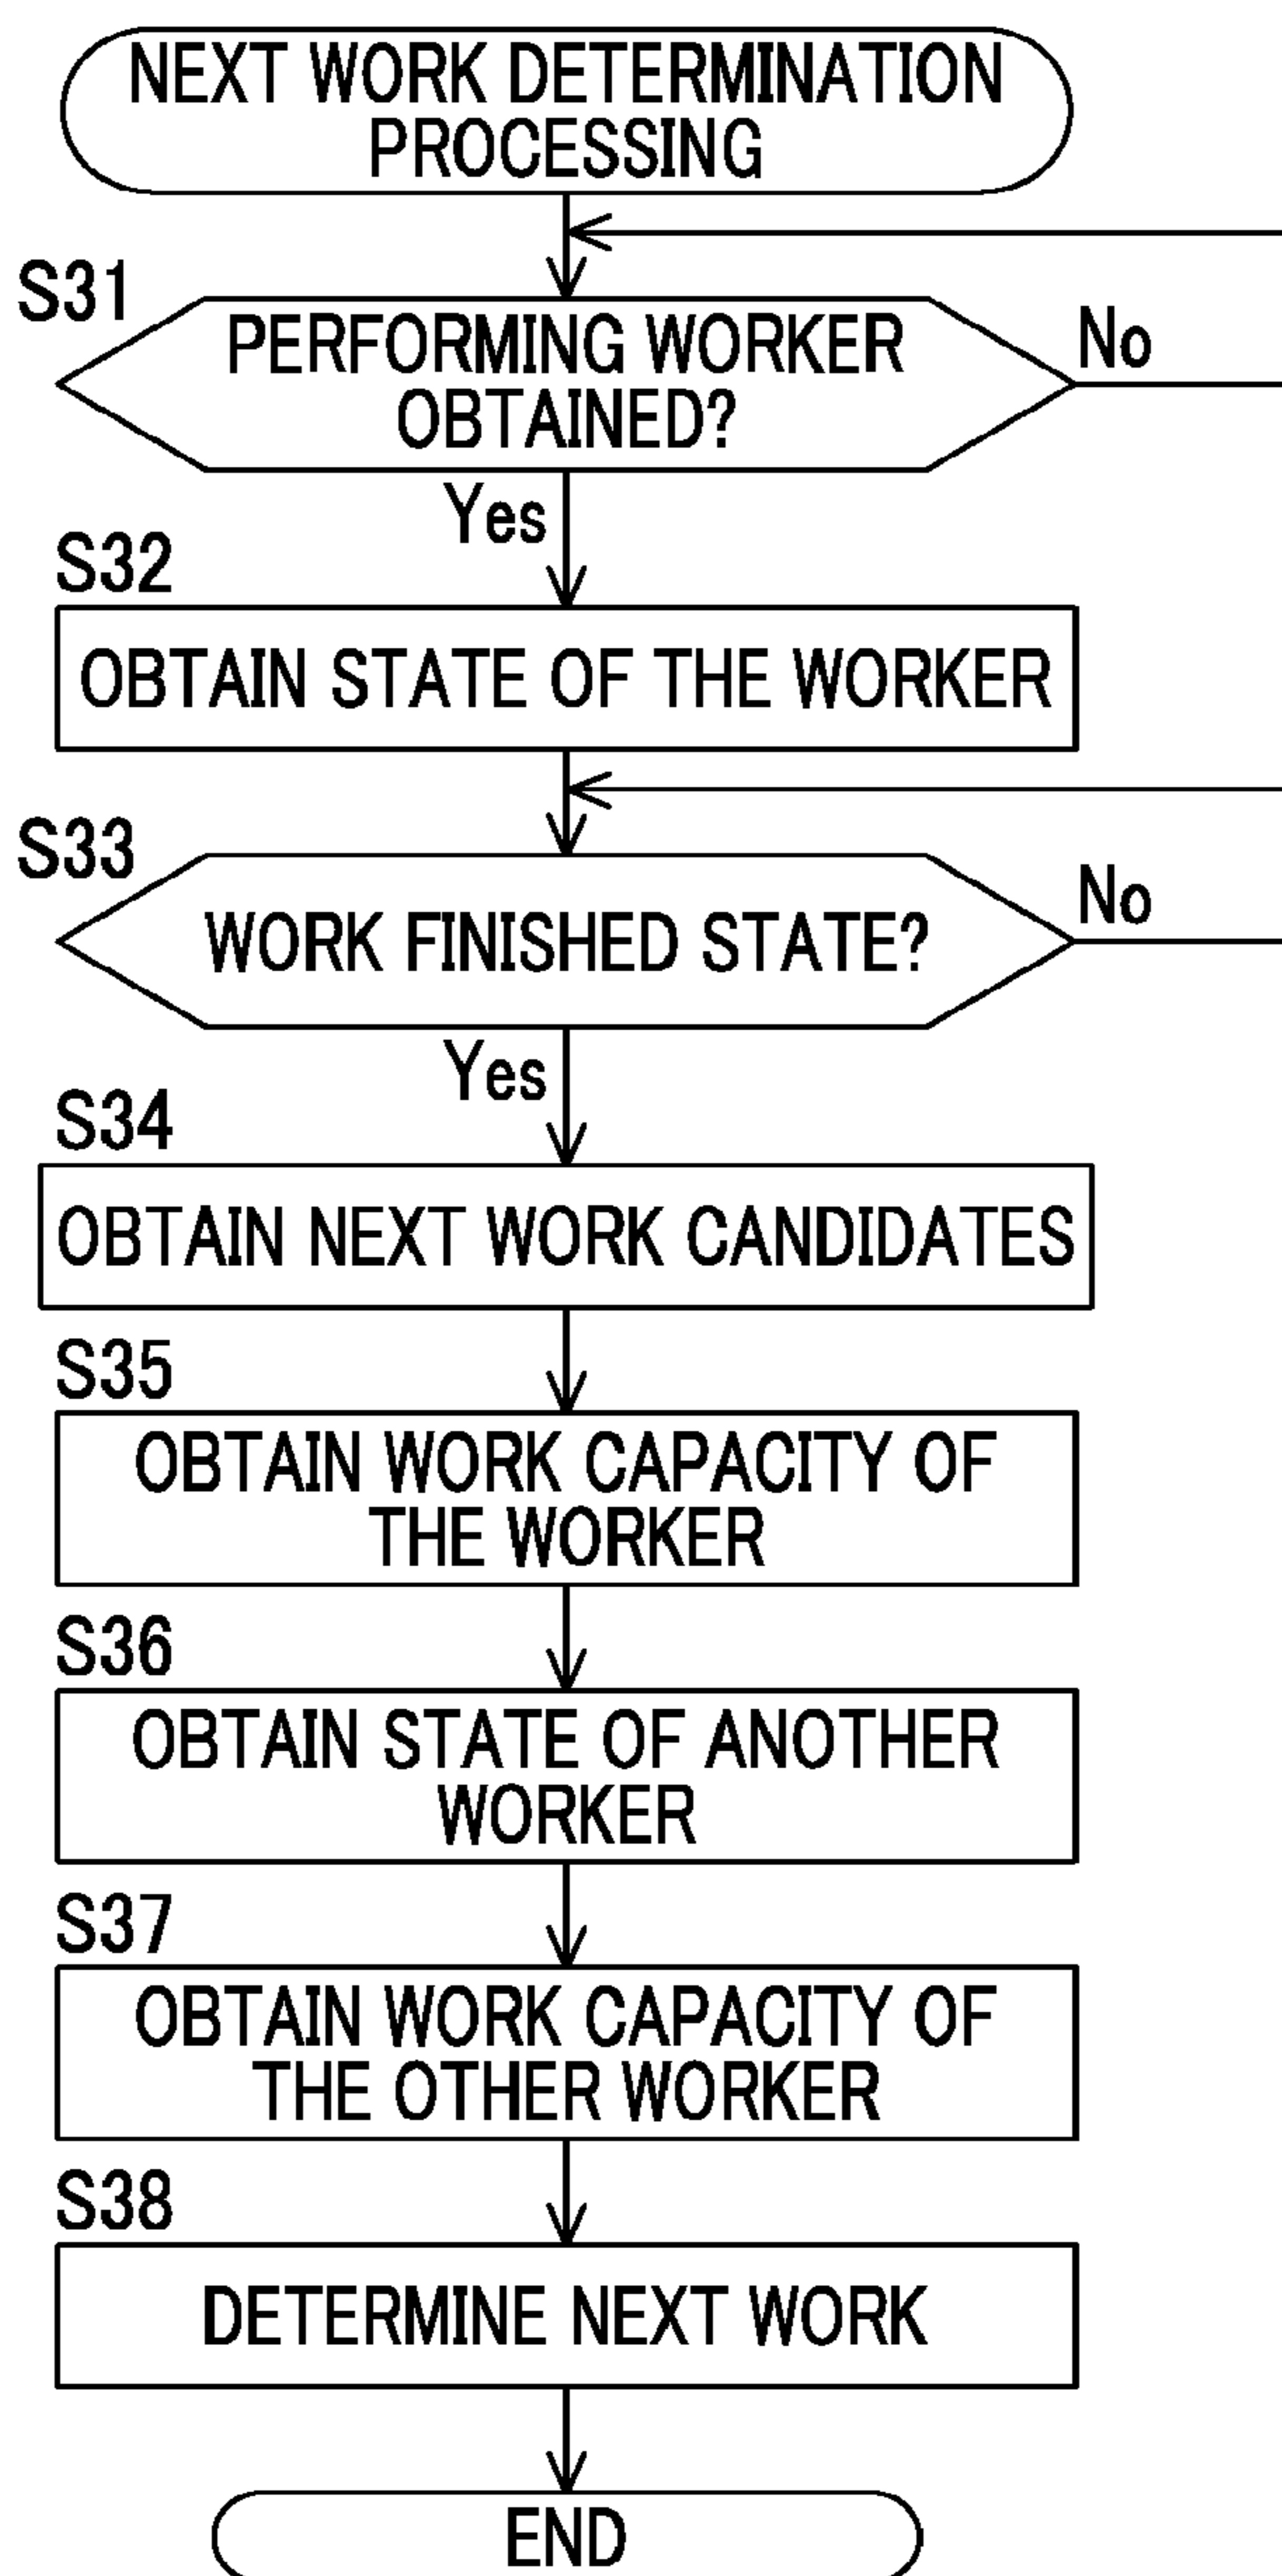 NEXT WORK DETERMINATION
PROCESSING
S31
PERFORMING WORKER
OBTAINED?
No
Yes
S32
OBTAIN STATE OF THE WORKER
S33
WORK FINISHED STATE?
No
Yes
S34
OBTAIN NEXT WORK CANDIDATES
S35
OBTAIN WORK CAPACITY OF
THE WORKER
S36
OBTAIN STATE OF ANOTHER
WORKER
S37
OBTAIN WORK CAPACITY OF
THE OTHER WORKER
S38
DETERMINE NEXT WORK
END